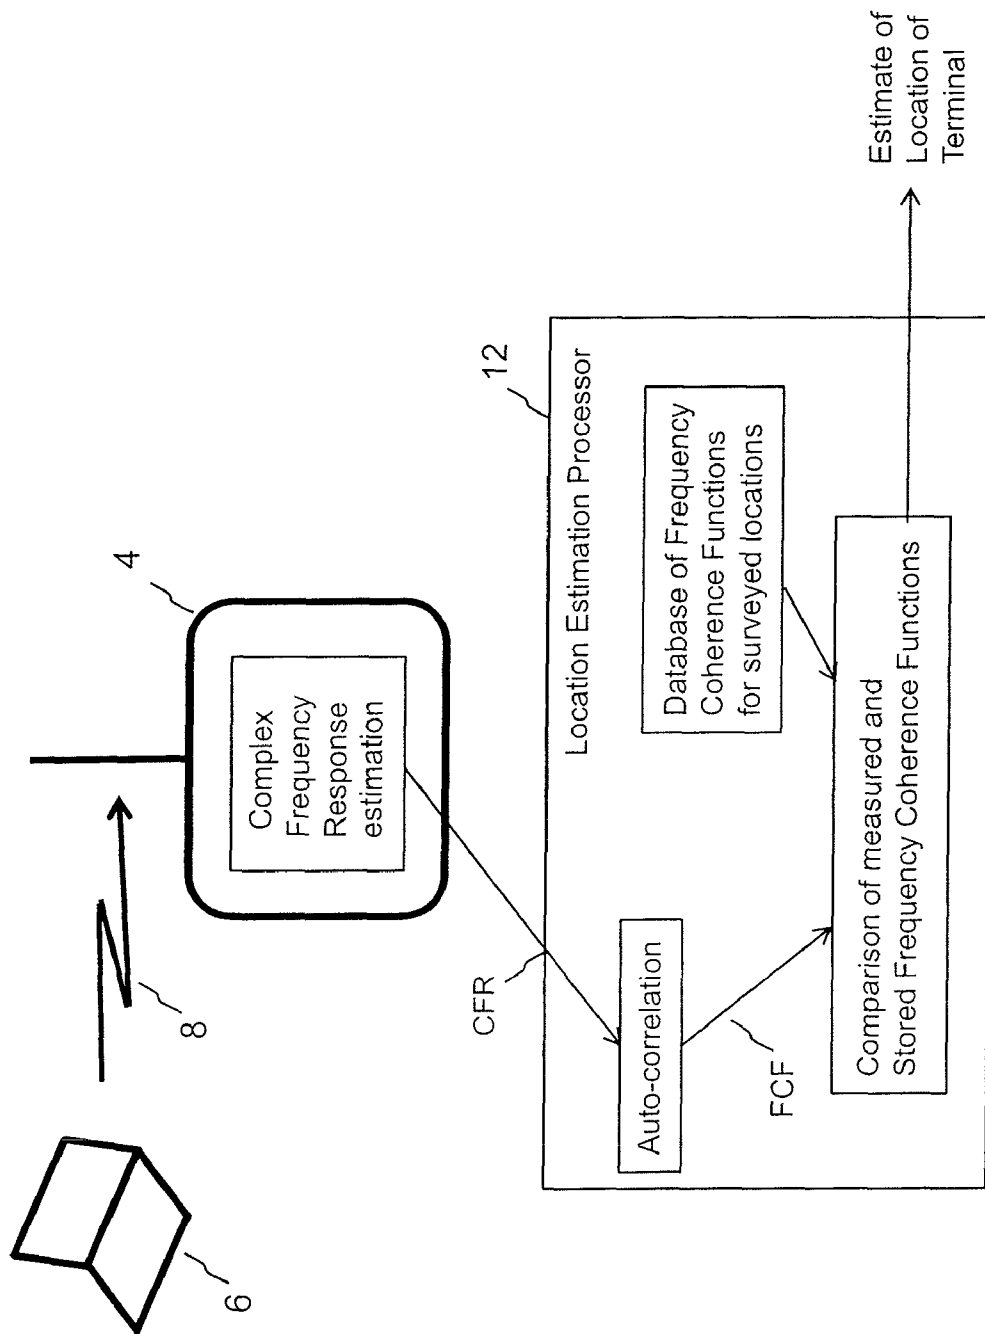 6
8
4
Complex
Frequency
Response
estimation
CFR
12
Location Estimation Processor
Auto-correlation
FCF
Database of Frequency
Coherence Functions
for surveyed locations
Comparison of measured and
Stored Frequency Coherence Functions
Estimate of
Location of
Terminal